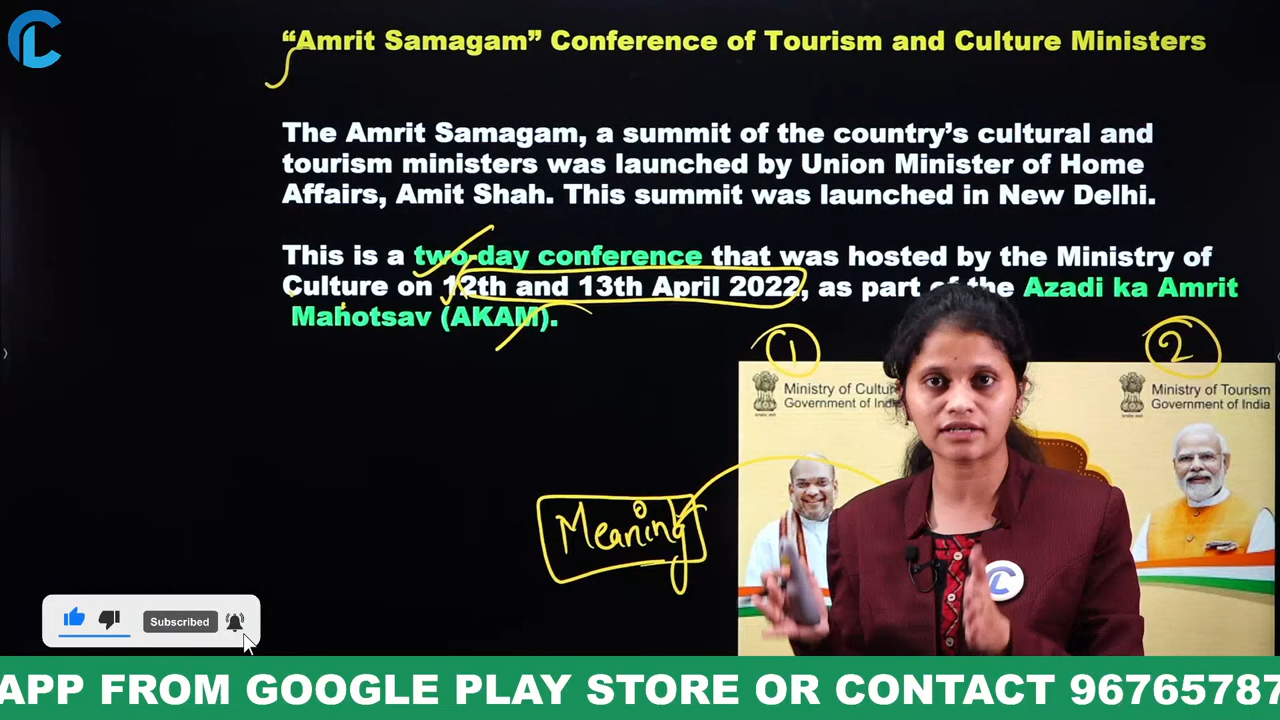 “Amrit Samagam” Conference of Tourism and Culture Ministers
The Amrit Samagam, a summit of the country’s cultural and
tourism ministers was launched by Union Minister of Home
Affairs, Amit Shah. This summit was launched in New Delhi.
This is a two-day conference that was hosted by the Ministry of
Culture on 12th and 13th April 2022, as part of the Azadi ka Amrit
Mahotsav (AKAM).
1
2
Ministry of Cultur
Government of India
Ministry of Tourism
Government of India
Meaning
Subscribed
APP FROM GOOGLE PLAY STORE OR CONTACT 96765787